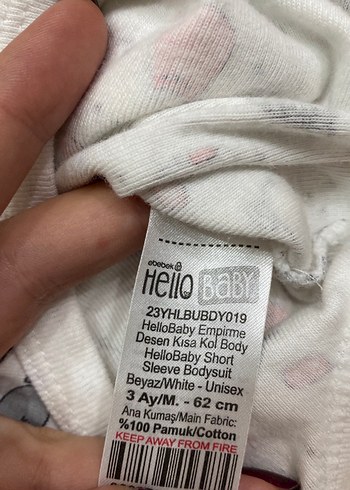 ebebek
Hello BABY
23YHLBUBDY019
HelloBaby Empirme
Desen Kısa Kol Body
HelloBaby Short
Sleeve Bodysuit
Beyaz/White - Unisex
3 Ay/M. - 62 cm
Ana Kumaş/Main Fabric:
%100 Pamuk/Cotton
KEEP AWAY FROM FIRE